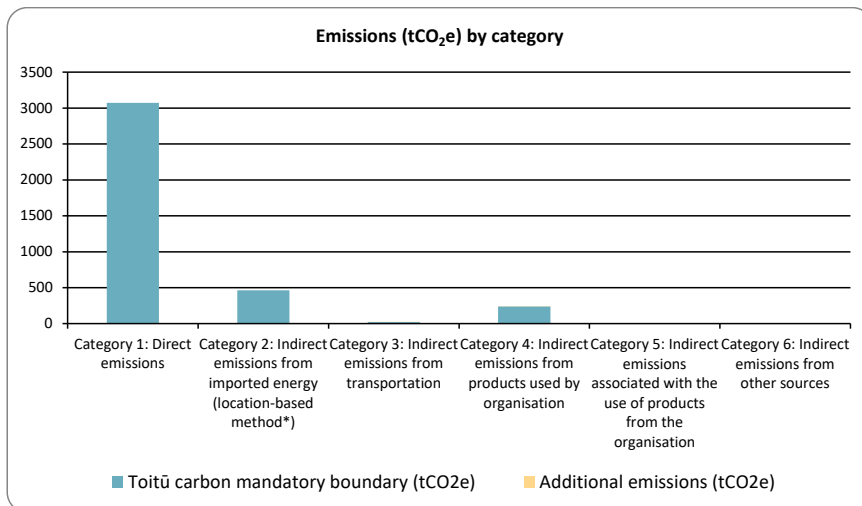 Emissions (tCO₂e) by category
3500
3000
2500
2000
1500
1000
500
0
Category 1: Direct
emissions
Category 2: Indirect
emissions from
imported energy
(location-based
method*)
Category 3: Indirect
emissions from
transportation
Category 4: Indirect
emissions from
products used by
organisation
Category 5: Indirect
emissions
associated with the
use of products
from the
organisation
Category 6: Indirect
emissions from
other sources
Toitū carbon mandatory boundary (tCO2e)
Additional emissions (tCO2e)